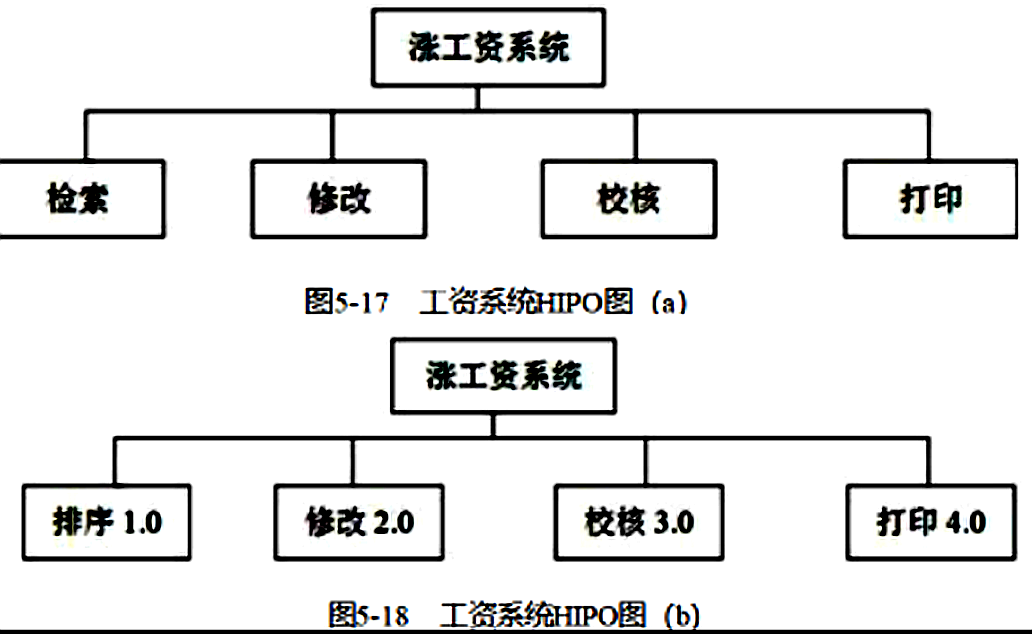 涨工资系统
检索 修改 校核 打印
图5-17 工资系统HIPO图 (a)
涨工资系统
排序 1.0 修改 2.0 校核 3.0 打印 4.0
图5-18 工资系统HIPO图 (b)